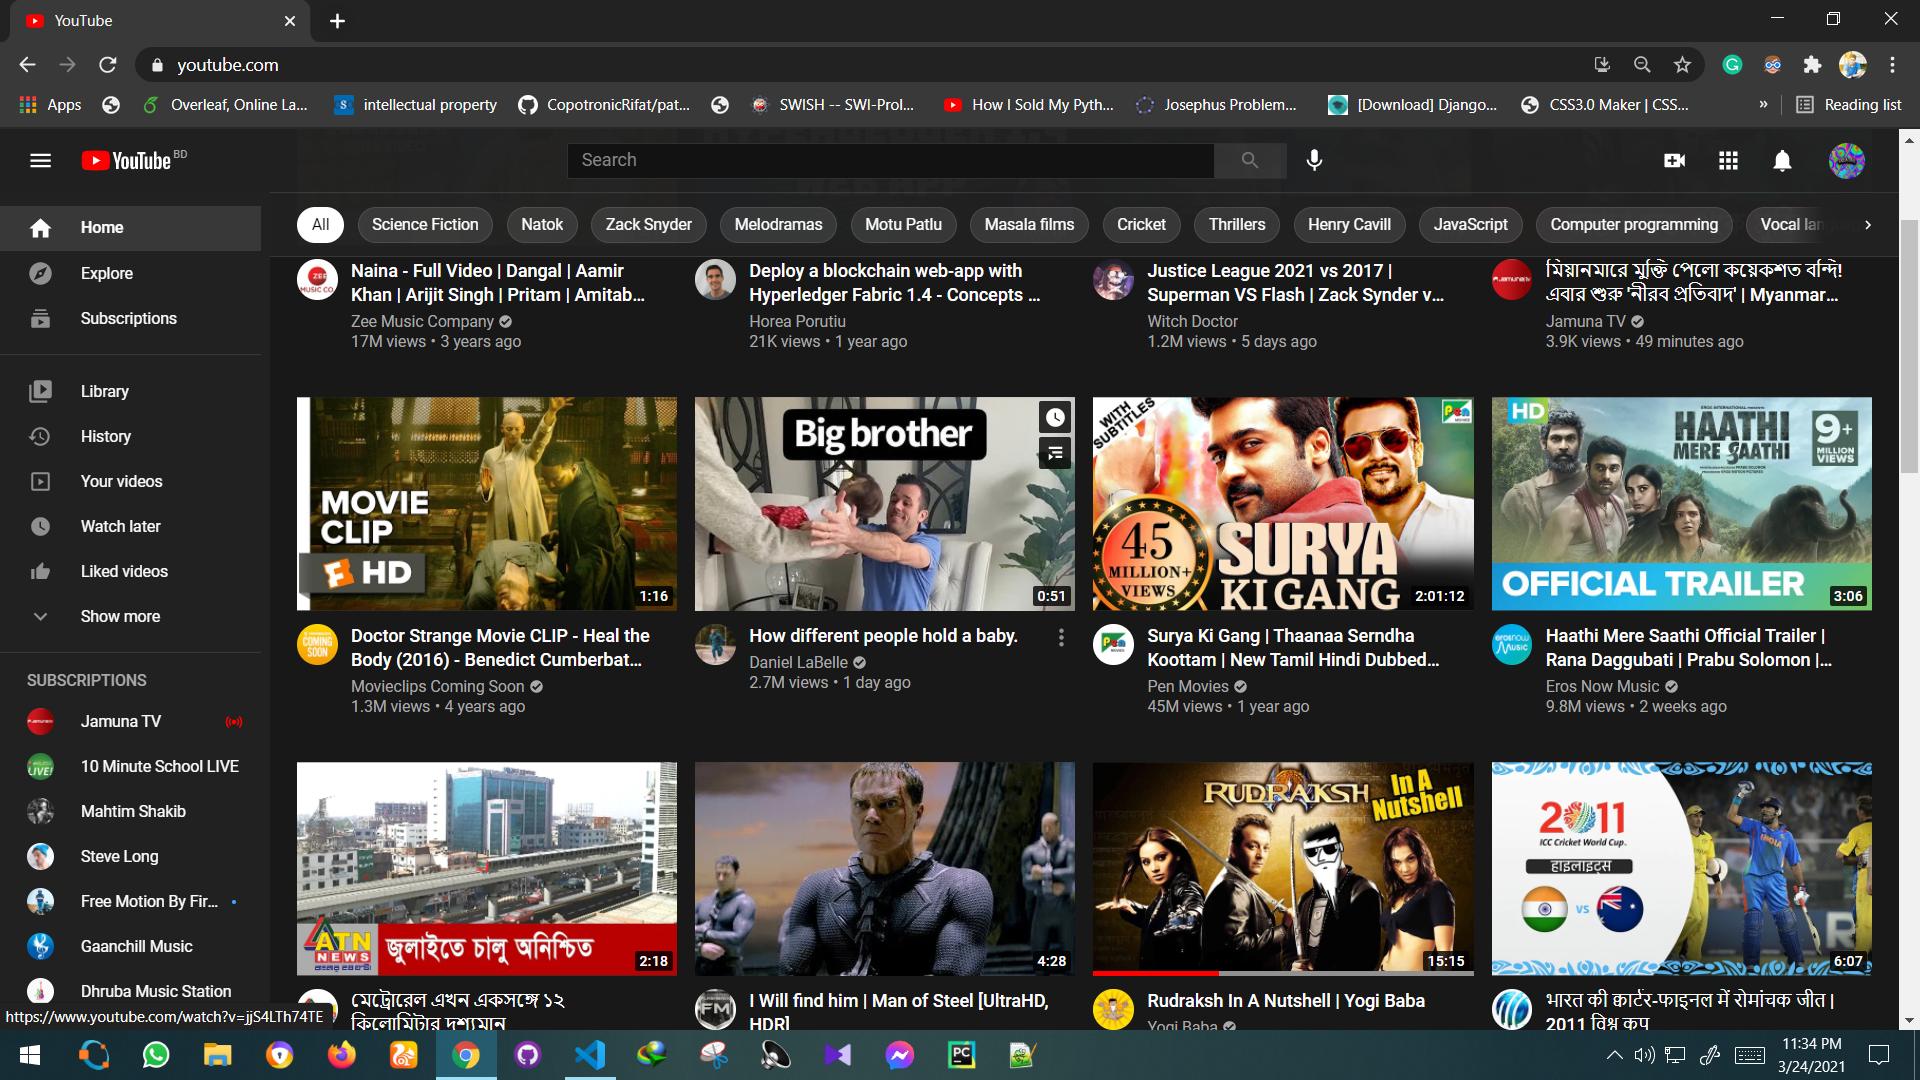 YouTube
youtube.com
Apps
Overleaf, Online La...
intellectual property
CopotronicRifat/pat...
SWISH -- SWI-Prol...
How I Sold My Pyth...
Josephus Problem...
[Download] Django...
CSS3.0 Maker | CSS...
»
Reading list
YouTube BD
Search
Home
Explore
Subscriptions
Library
History
Your videos
Watch later
Liked videos
Show more
SUBSCRIPTIONS
Jamuna TV
10 Minute School LIVE
Mahtim Shakib
Steve Long
Free Motion By Fir...
Gaanchill Music
Dhruba Music Station
All
Science Fiction
Natok
Zack Snyder
Melodramas
Motu Patlu
Masala films
Cricket
Thrillers
Henry Cavill
JavaScript
Computer programming
Vocal lan
Naina - Full Video | Dangal | Aamir
Khan | Arijit Singh | Pritam | Amitab...
Zee Music Company
17M views • 3 years ago
Deploy a blockchain web-app with
Hyperledger Fabric 1.4 - Concepts ...
Horea Porutiu
21K views • 1 year ago
Justice League 2021 vs 2017 |
Superman VS Flash | Zack Synder v...
Witch Doctor
1.2M views • 5 days ago
মিয়ানমারে মুক্তি পেলো কয়েকশত বন্দি!
এবার শুরু 'নীরব প্রতিবাদ' | Myanmar...
Jamuna TV
3.9K views • 49 minutes ago
MOVIE
CLIP
HD
1:16
Doctor Strange Movie CLIP - Heal the
Body (2016) - Benedict Cumberbat...
Movieclips Coming Soon
1.3M views • 4 years ago
Big brother
0:51
How different people hold a baby.
Daniel LaBelle
2.7M views • 1 day ago
WITH
SUBTITLES
Pen
MOVIES
45
MILLION+
VIEWS
SURYA
KI GANG
2:01:12
Surya Ki Gang | Thaanaa Serndha
Koottam | New Tamil Hindi Dubbed...
Pen Movies
45M views • 1 year ago
HD
HAATHI
MERE SAATHI
9+
MILLION
VIEWS
OFFICIAL TRAILER
3:06
Haathi Mere Saathi Official Trailer |
Rana Daggubati | Prabu Solomon |...
Eros Now Music
9.8M views • 2 weeks ago
ATN
NEWS
জুলাইতে চালু অনিশ্চিত
2:18
মেট্রোরেল এখন একসঙ্গে ১২
কিলোমিটার দৃশ্যমান
4:28
I Will find him | Man of Steel [UltraHD,
HDR]
RUDRAKSH
In A
Nutshell
15:15
Rudraksh In A Nutshell | Yogi Baba
Yogi Baba
2011
ICC Cricket World Cup
हाइलाइट्स
VS
INDIA
6:07
भारत की क्वार्टर-फाइनल में रोमांचक जीत |
2011 विश्व कप
https://www.youtube.com/watch?v=jjS4LTh74TE
11:34 PM
3/24/2021